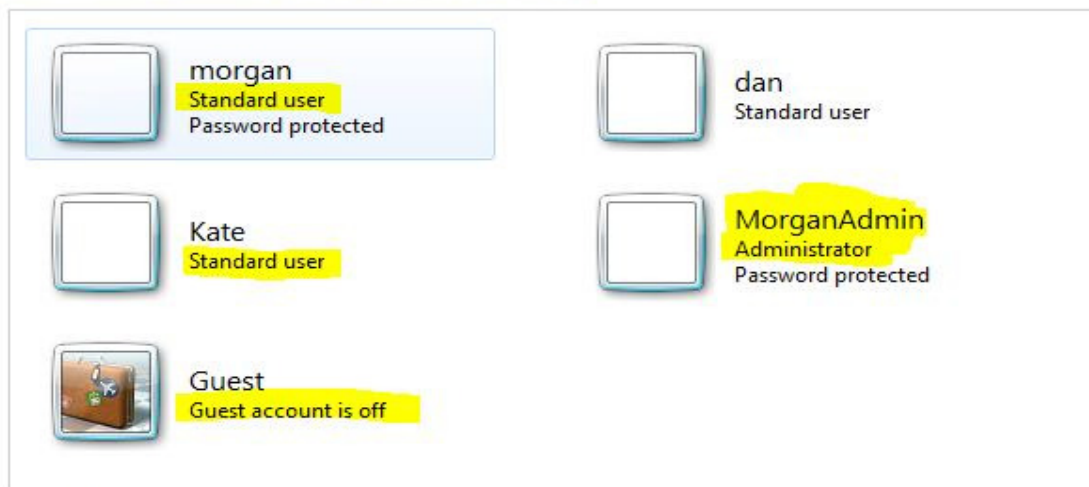 morgan
Standard user
Password protected
dan
Standard user
Kate
Standard user
MorganAdmin
Administrator
Password protected
Guest
Guest account is off